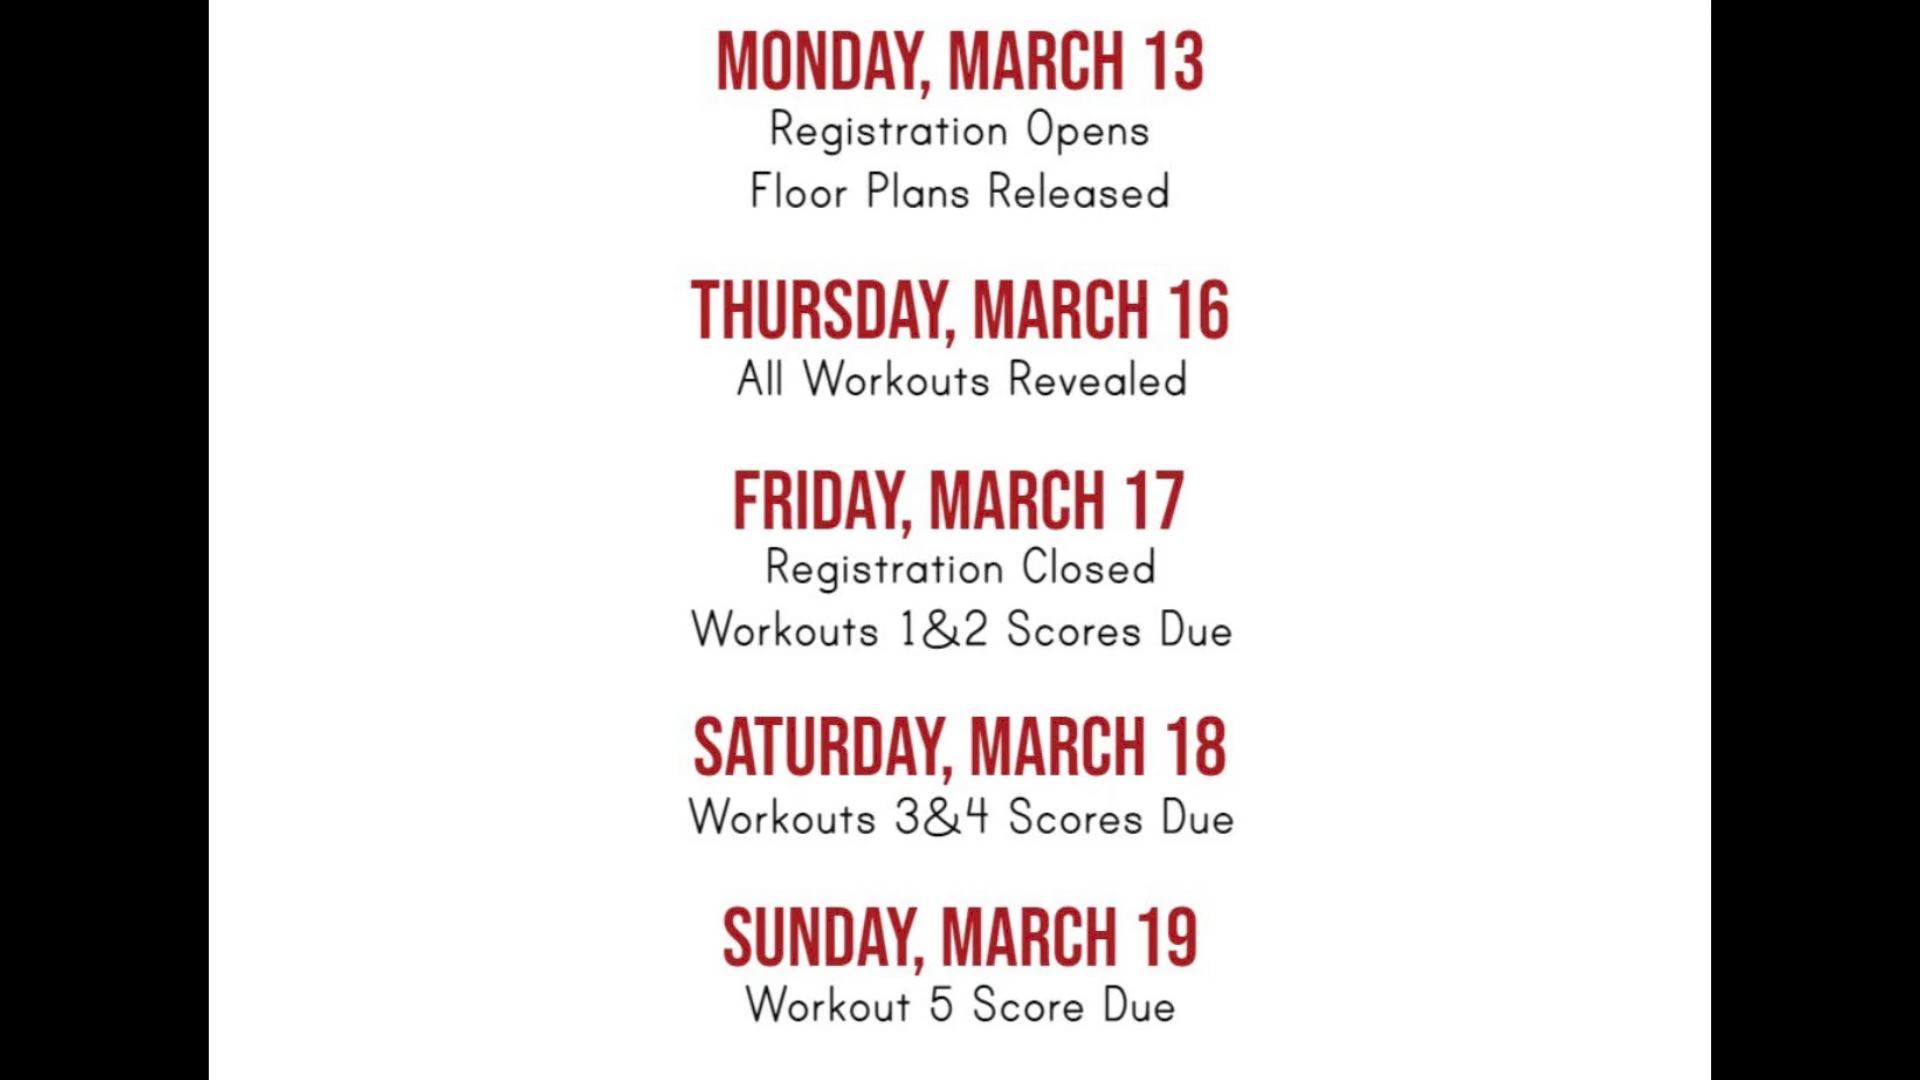 MONDAY, MARCH 13
Registration Opens
Floor Plans Released
THURSDAY, MARCH 16
All Workouts Revealed
FRIDAY, MARCH 17
Registration Closed
Workouts 1&2 Scores Due
SATURDAY, MARCH 18
Workouts 3&4 Scores Due
SUNDAY, MARCH 19
Workout 5 Score Due